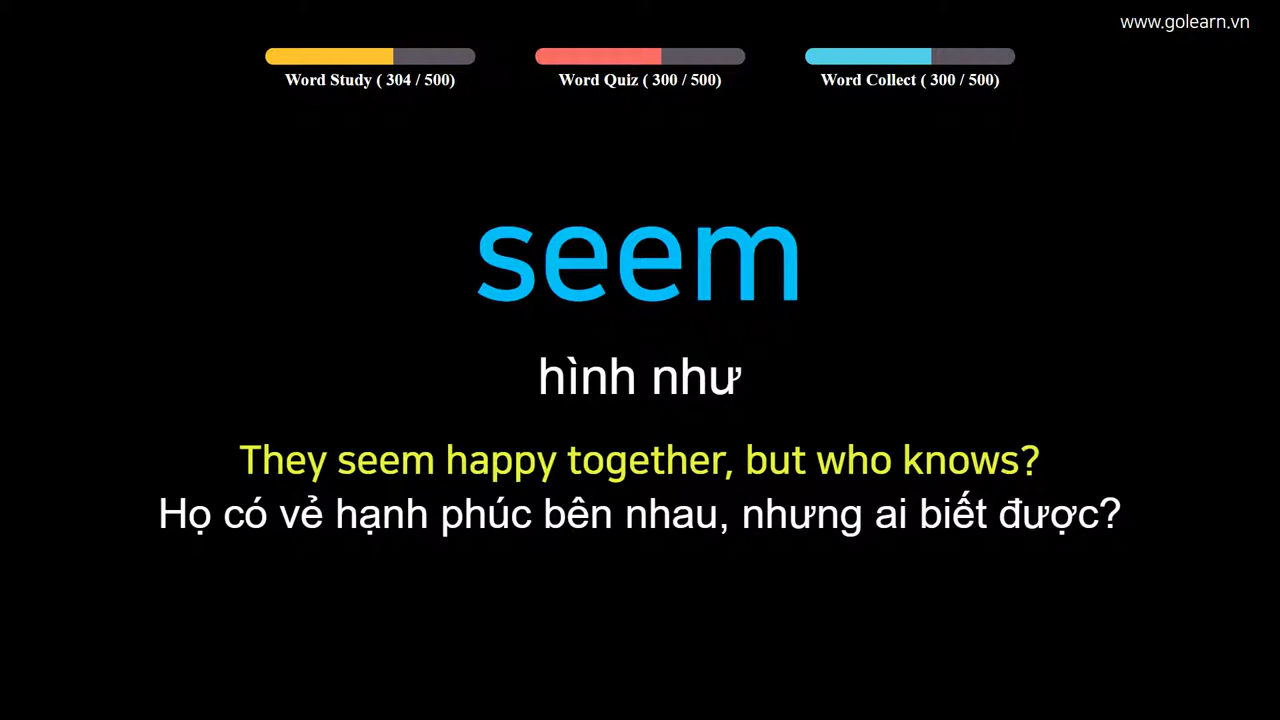 www.golearn.vn
Word Study ( 304 / 500) Word Quiz ( 300 / 500) Word Collect ( 300 / 500)
seem
hình như
They seem happy together, but who knows?
Họ có vẻ hạnh phúc bên nhau, nhưng ai biết được?